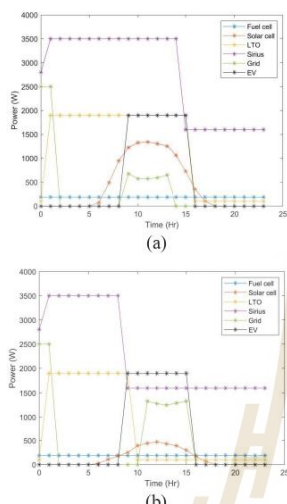 4000
3500
3000
2500
2000
1500
1000
500
0
Power (W)
Fuel cell
Solar cell
LTO
Sirius
Grid
EV
0 5 10 15 20
Time (Hr)
(a)
4000
3500
3000
2500
2000
1500
1000
500
0
Power (W)
Fuel cell
Solar cell
LTO
Sirius
Grid
EV
0 5 10 15 20
Time (Hr)
(b)